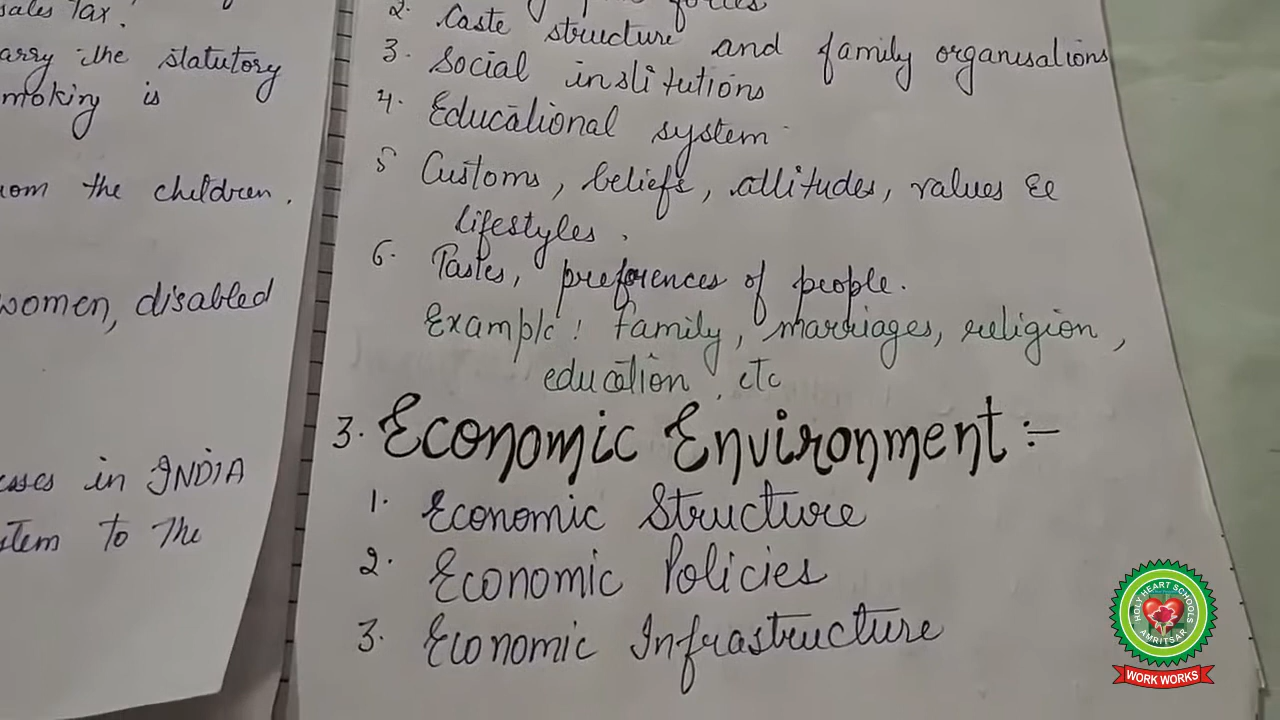 sales Tax.
arry the statutory
moking is
rom the children.
women, disabled
in INDIA
stem to The
2. Caste structure and family organisations
3. Social institutions
4. Educational system
5 Customs, beliefs, attitudes, values &
lifestyles.
6. Tastes, preferences of people.
Example: family, marriages, religion,
education, etc
3. Economic Environment :-
1. Economic Structure
2. Economic Policies
3. Economic Infrastructure
HOLY HEART SCHOOLS
AMRITSAR
WORK WORKS